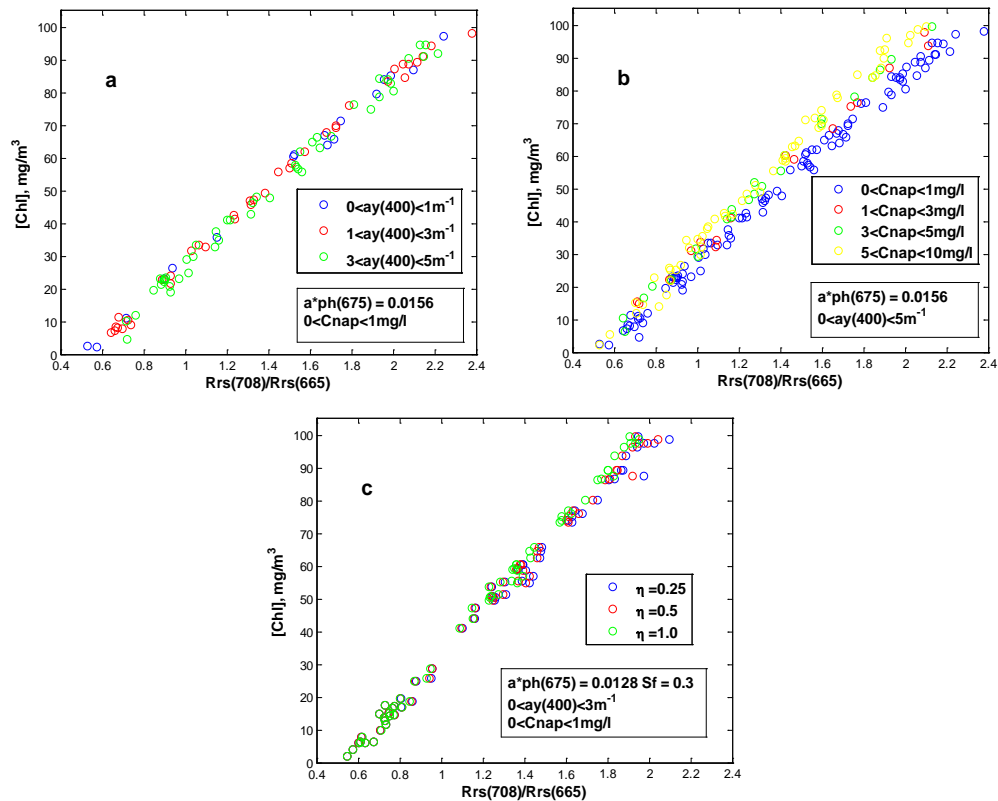 a
100
90
80
70
60
50
40
30
20
10
0
[Chl], mg/m³
0<ay(400)<1m⁻¹
1<ay(400)<3m⁻¹
3<ay(400)<5m⁻¹
a*ph(675) = 0.0156
0<Cnap<1mg/l
0.4 0.6 0.8 1 1.2 1.4 1.6 1.8 2 2.2 2.4
Rrs(708)/Rrs(665)
b
100
90
80
70
60
50
40
30
20
10
0
[Chl], mg/m³
0<Cnap<1mg/l
1<Cnap<3mg/l
3<Cnap<5mg/l
5<Cnap<10mg/l
a*ph(675) = 0.0156
0<ay(400)<5m⁻¹
0.4 0.6 0.8 1 1.2 1.4 1.6 1.8 2 2.2 2.4
Rrs(708)/Rrs(665)
c
100
90
80
70
60
50
40
30
20
10
0
[Chl], mg/m³
η =0.25
η =0.5
η =1.0
a*ph(675) = 0.0128 Sf = 0.3
0<ay(400)<3m⁻¹
0<Cnap<1mg/l
0.4 0.6 0.8 1 1.2 1.4 1.6 1.8 2 2.2 2.4
Rrs(708)/Rrs(665)